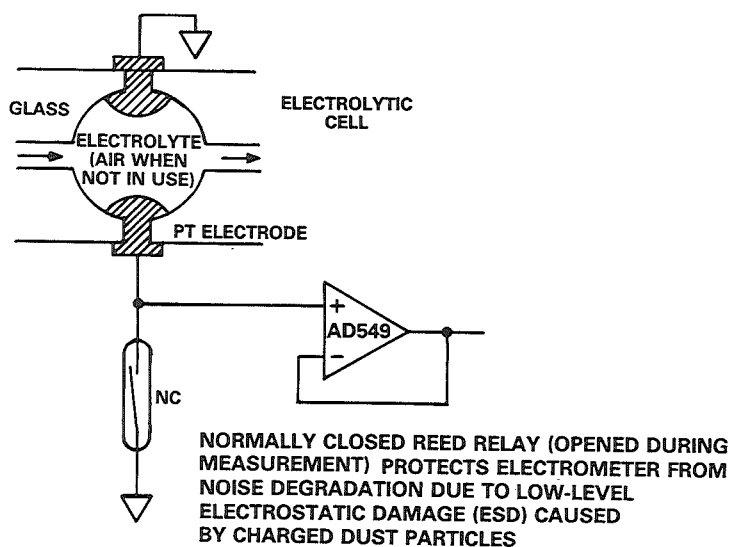 GLASS
ELECTROLYTIC
CELL
ELECTROLYTE
(AIR WHEN
NOT IN USE)
PT ELECTRODE
+
AD549
−
NC
NORMALLY CLOSED REED RELAY (OPENED DURING
MEASUREMENT) PROTECTS ELECTROMETER FROM
NOISE DEGRADATION DUE TO LOW-LEVEL
ELECTROSTATIC DAMAGE (ESD) CAUSED
BY CHARGED DUST PARTICLES